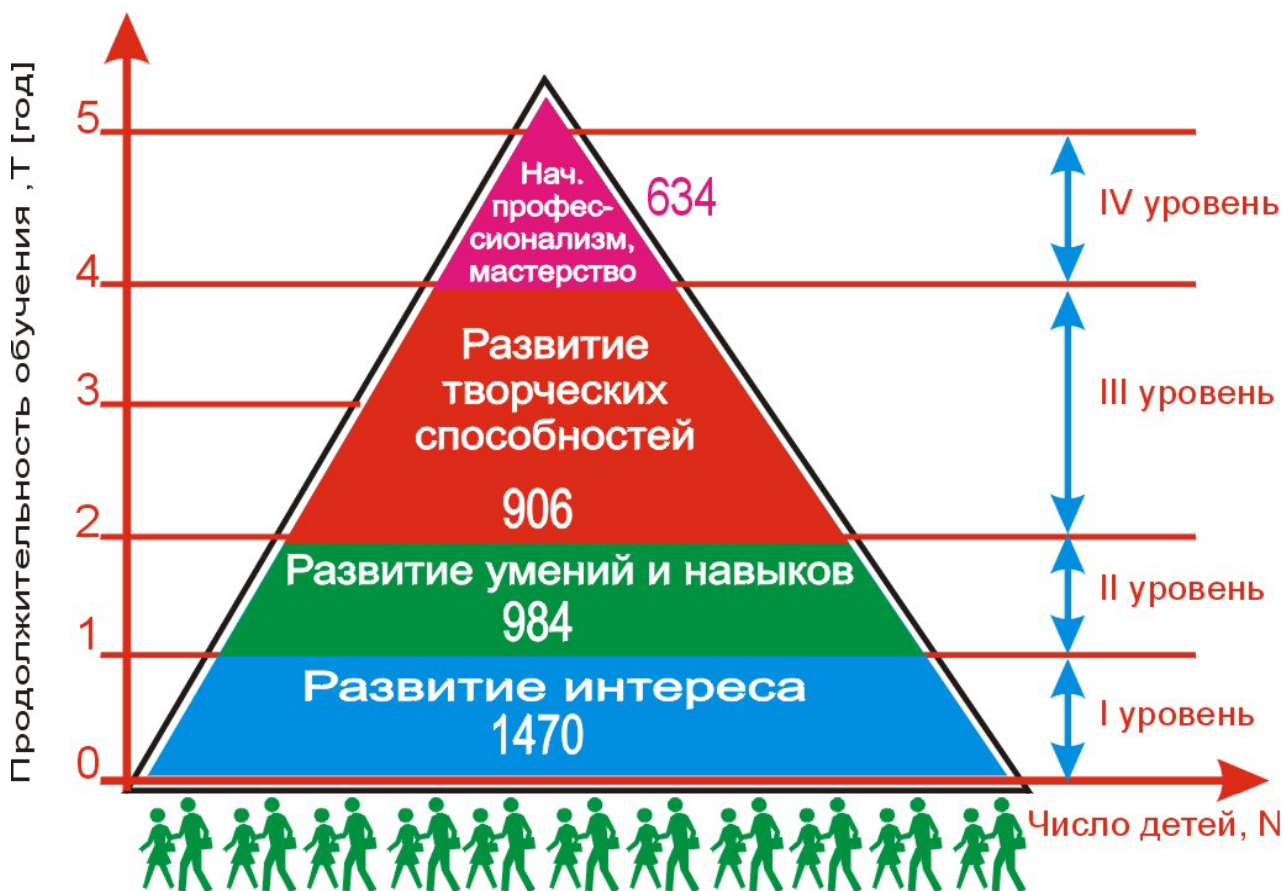 Продолжительность обучения ,Т [год]
5
4
3
2
1
0
Нач.
профес-
сионализм,
мастерство
634
Развитие
творческих
способностей
906
Развитие умений и навыков
984
Развитие интереса
1470
IV уровень
III уровень
II уровень
I уровень
Число детей, N